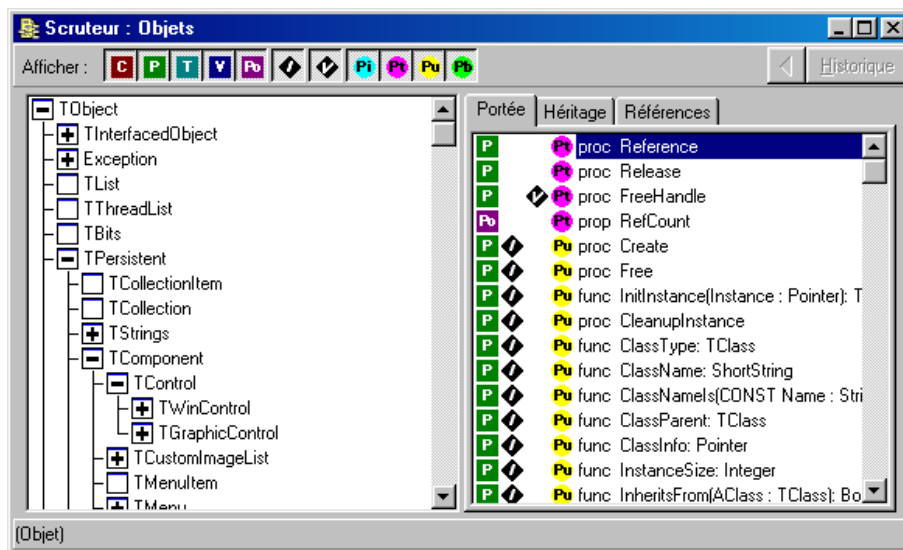 Scruteur : Objets
Afficher : C P T V Po I V Pi Pt Pu Pb Historique
TObject
TInterfacedObject
Exception
TList
TThreadList
TBits
TPersistent
TCollectionItem
TCollection
TStrings
TComponent
TControl
TWinControl
TGraphicControl
TCustomImageList
TMenuItem
TMenu
Portée Héritage Références
P Pt proc Reference
P Pt proc Release
P V Pt proc FreeHandle
Po Pt prop RefCount
P I Pu proc Create
P I Pu proc Free
P I Pu func InitInstance(Instance : Pointer): T
P I Pu proc CleanupInstance
P I Pu func ClassType: TClass
P I Pu func ClassName: ShortString
P I Pu func ClassNameIs(CONST Name : Stri
P I Pu func ClassParent: TClass
P I Pu func ClassInfo: Pointer
P I Pu func InstanceSize: Integer
P I Pu func InheritsFrom(AClass : TClass): Bo
(Objet)